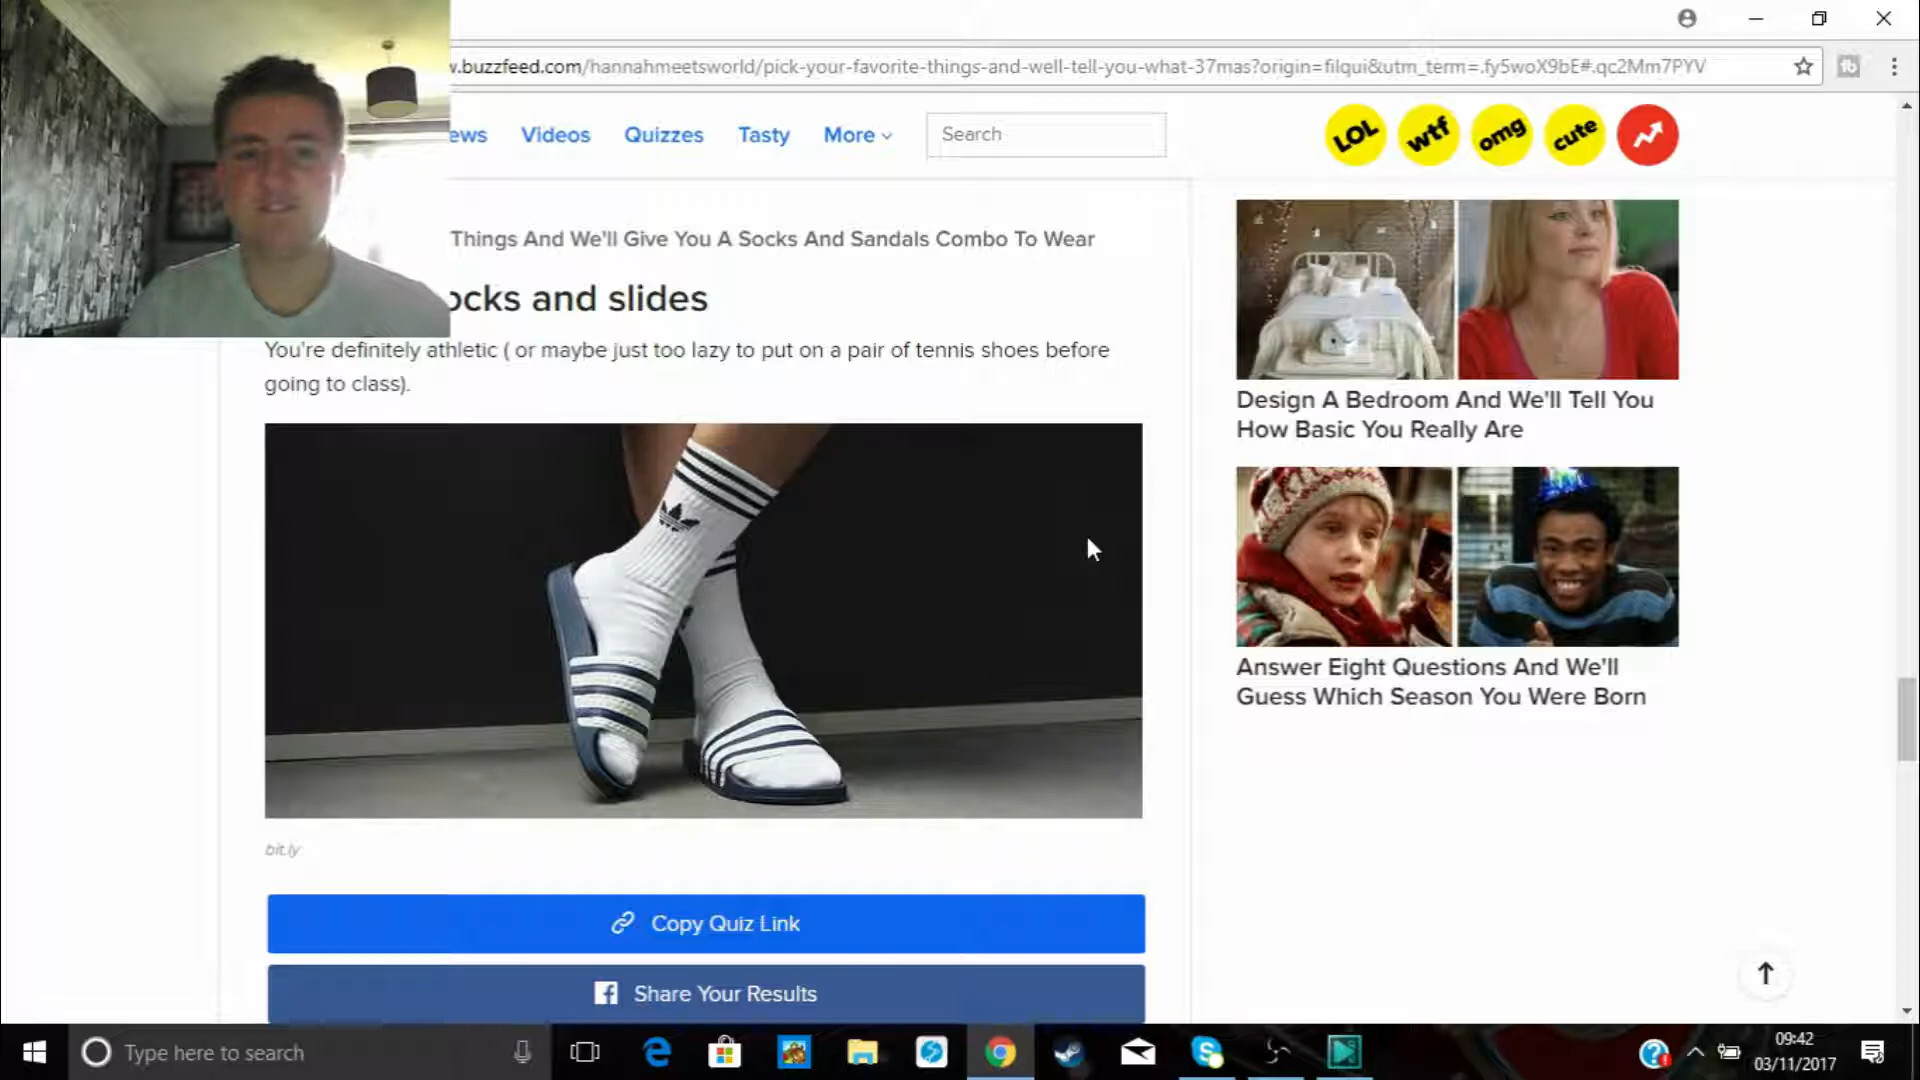 w.buzzfeed.com/hannahmeetsworld/pick-your-favorite-things-and-well-tell-you-what-37mas?origin=filqui&utm_term=.fy5woX9bE#.qc2Mm7PYV
ews Videos Quizzes Tasty More Search
LOL wtf omg cute
Things And We'll Give You A Socks And Sandals Combo To Wear
ocks and slides
You're definitely athletic ( or maybe just too lazy to put on a pair of tennis shoes before
going to class).
bit.ly
Copy Quiz Link
Share Your Results
Design A Bedroom And We'll Tell You
How Basic You Really Are
Answer Eight Questions And We'll
Guess Which Season You Were Born
Type here to search
09:42
03/11/2017